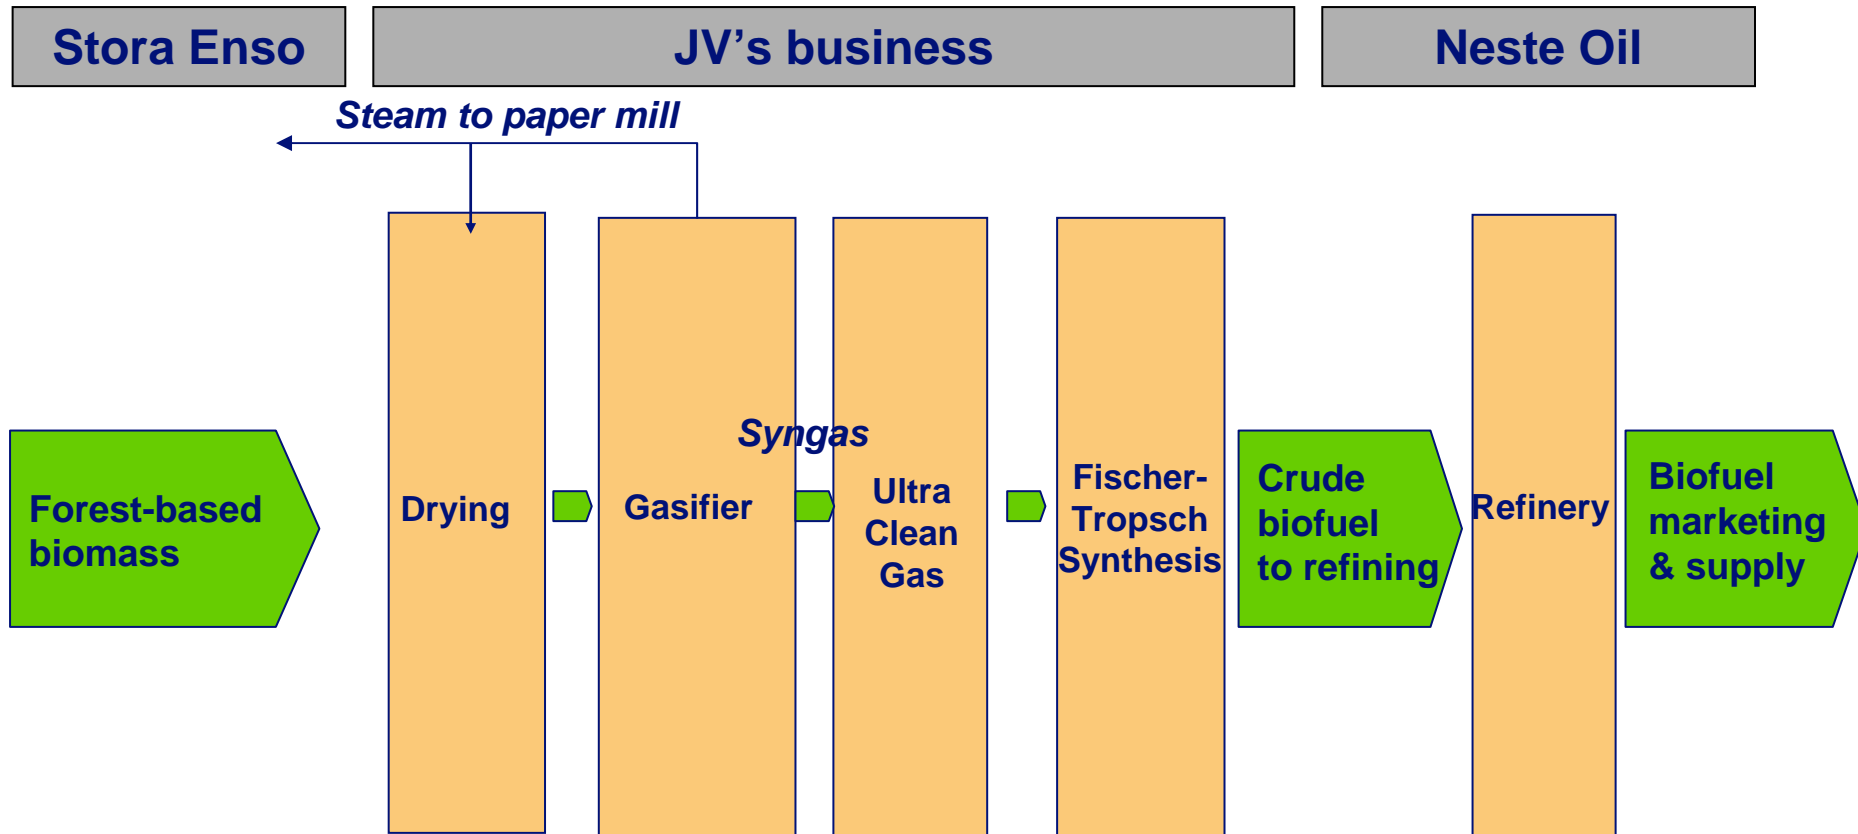 Stora Enso
JV's business
Neste Oil
Steam to paper mill
Forest-based
biomass
Drying
Gasifier
Syngas
Ultra
Clean
Gas
Fischer-
Tropsch
Synthesis
Crude
biofuel
to refining
Refinery
Biofuel
marketing
& supply